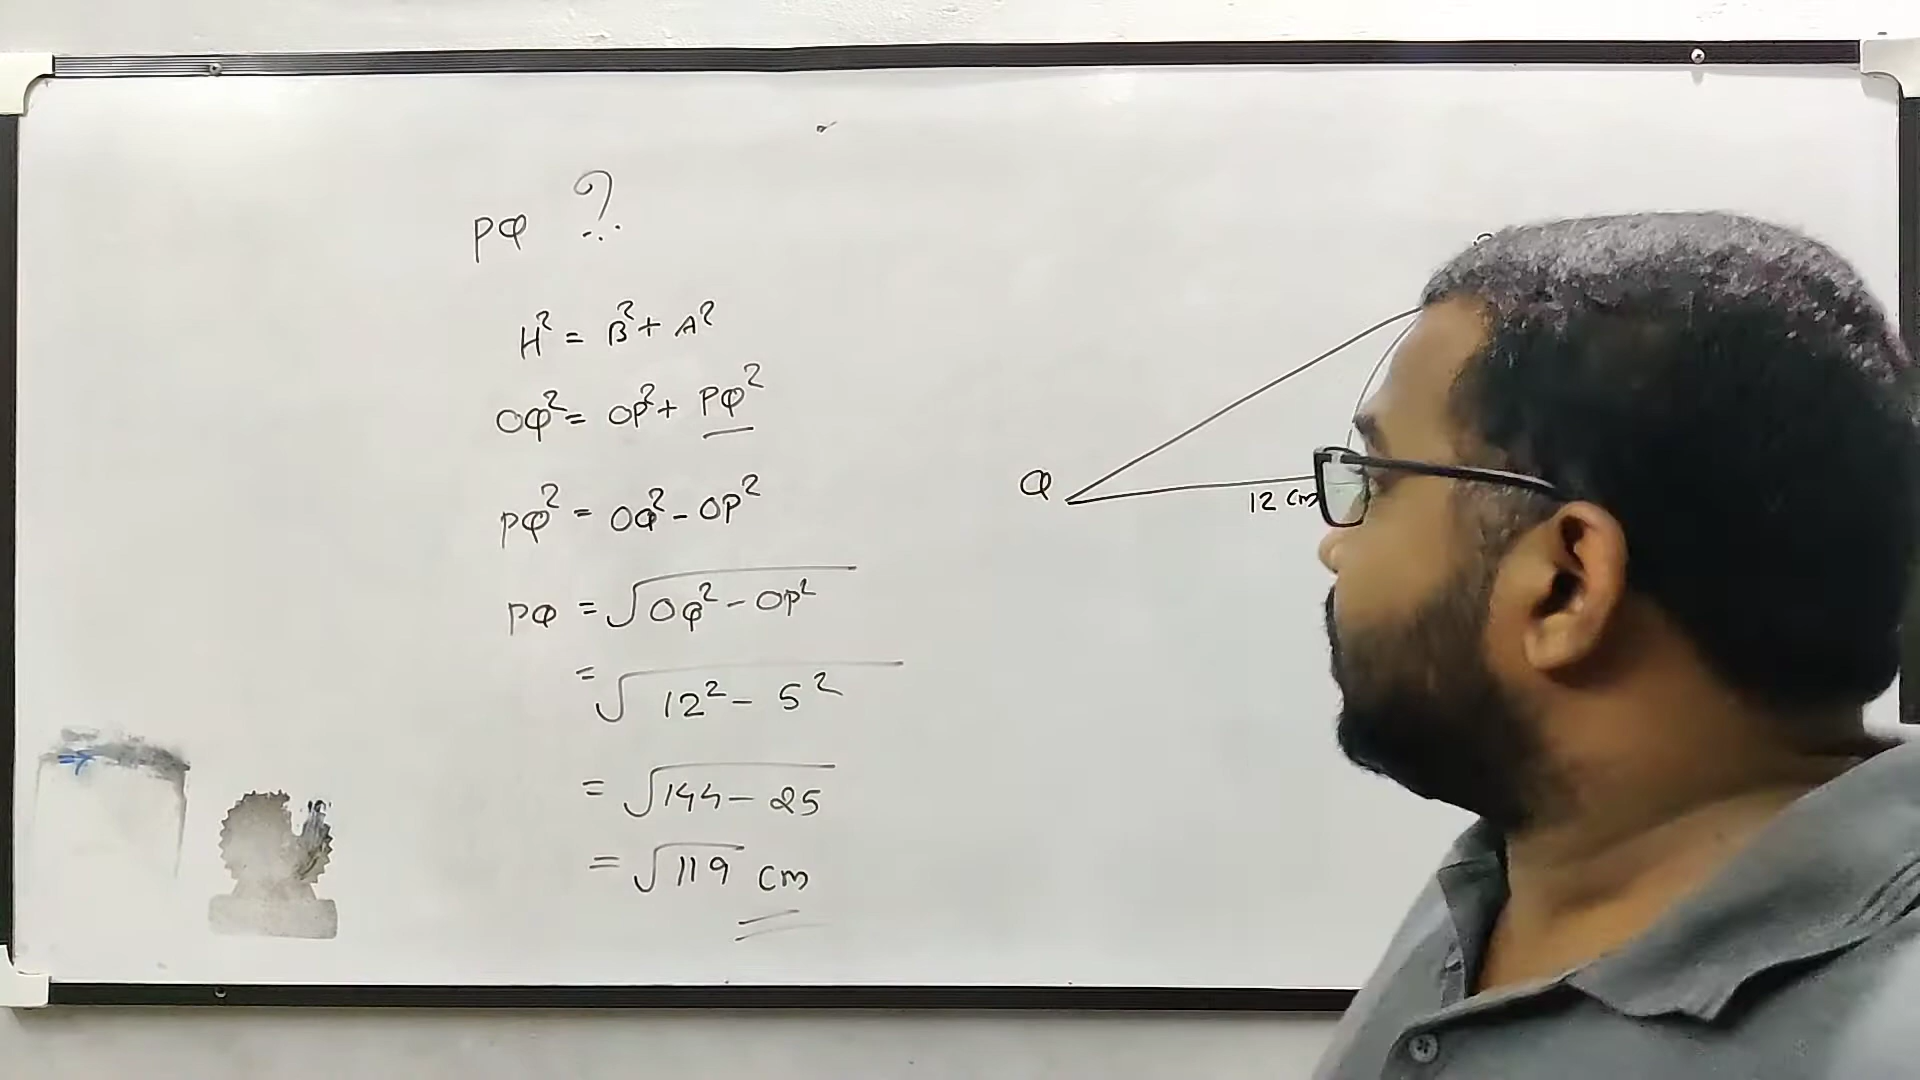 PQ ?
H² = B² + A²
OQ² = OP² + PQ²
PQ² = OQ² - OP²
PQ = √OQ² - OP²
= √12² - 5²
= √144 - 25
= √119 cm
Q
12 cm